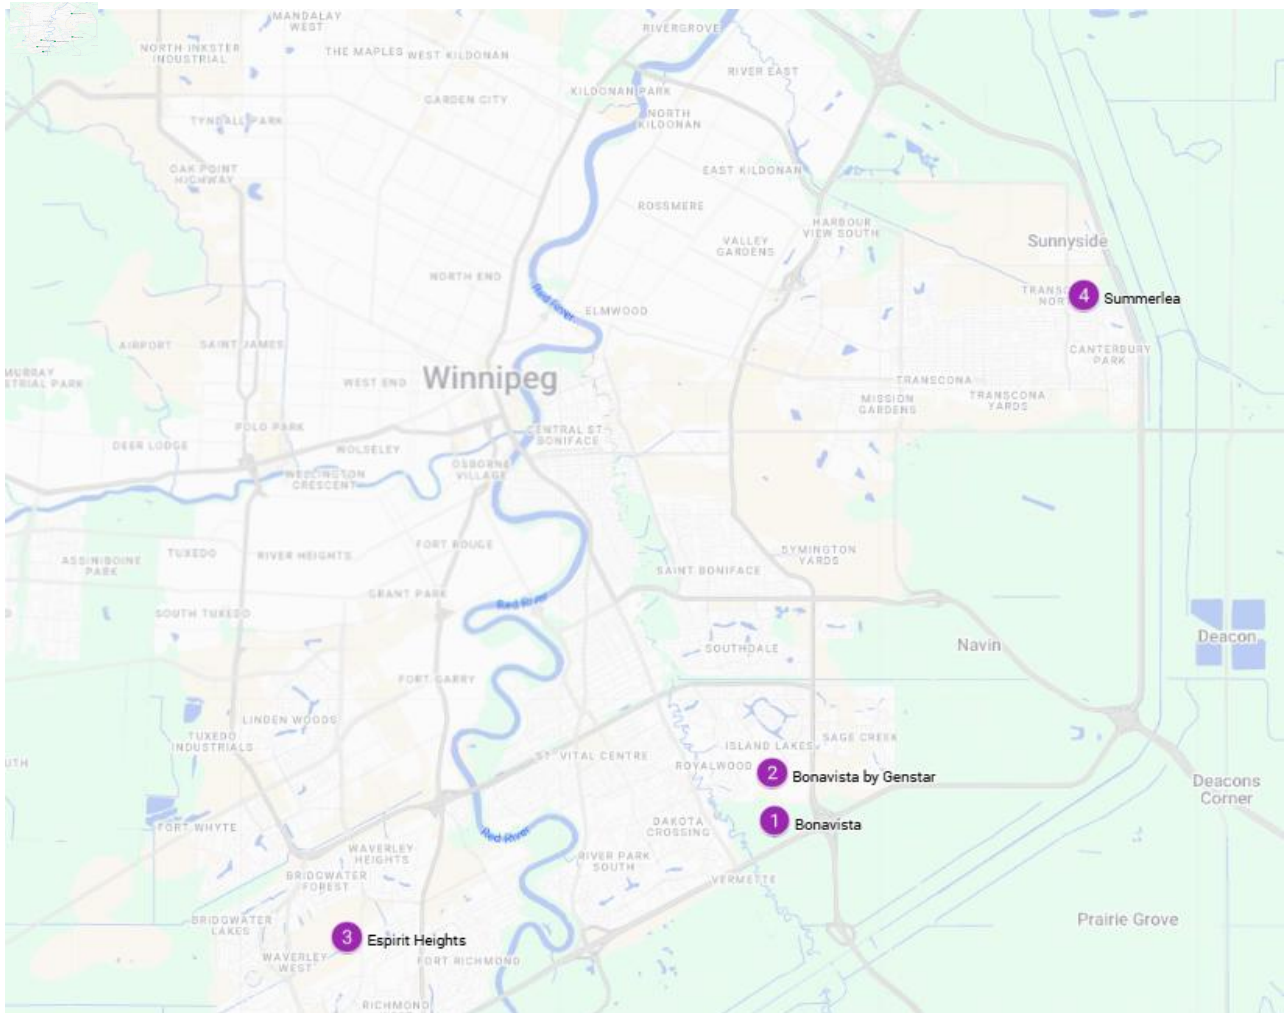 MANDALAY
WEST
RIVERGROVE
NORTH INKSTER
INDUSTRIAL
THE MAPLES
WEST KILDONAN
RIVER EAST
KILDONAN PARK
GARDEN CITY
TYNDALL PARK
NORTH
KILDONAN
OAK POINT
HIGHWAY
EAST KILDONAN
ROSSMERE
HARBOUR
VIEW SOUTH
VALLEY
GARDENS
Sunnyside
NORTH END
Red River
ELMWOOD
4
Summerlea
AIRPORT
SAINT JAMES
CANTERBURY
PARK
MURRAY
Winnipeg
WEST END
TRANSCONA
MISSION
GARDENS
TRANSCONA
YARDS
POLO PARK
CENTRAL ST
BONIFACE
DEER LODGE
WOLSELEY
OSBORNE
VILLAGE
WELLINGTON
CRESCENT
FORT ROUGE
TUXEDO
RIVER HEIGHTS
SYMINGTON
YARDS
ASSINIBOINE
PARK
SAINT BONIFACE
GRANT PARK
Red River
SOUTH TUXEDO
Deacon
Navin
SOUTHDALE
FORT GARRY
LINDEN WOODS
TUXEDO
INDUSTRIALS
SAGE CREEK
ISLAND LAKES
ST. VITAL CENTRE
ROYALWOOD
2
Bonavista by Genstar
Deacons
Corner
1
Bonavista
FORT WHYTE
DAKOTA
CROSSING
Red River
WAVERLEY
HEIGHTS
RIVER PARK
SOUTH
BRIDGWATER
FOREST
VERMETTE
BRIDGWATER
LAKES
Prairie Grove
3
Espirit Heights
WAVERLEY
WEST
FORT RICHMOND
RICHMOND